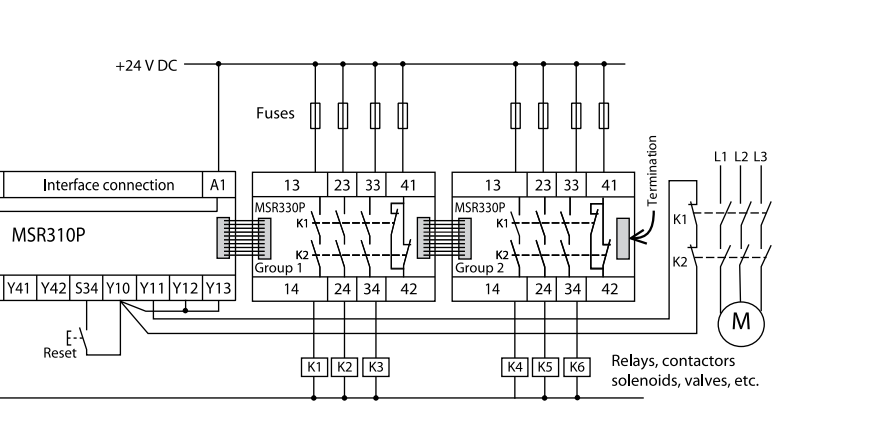 +24 V DC
Fuses
Termination
L1 L2 L3
Interface connection A1
13 23 33 41
13 23 33 41
MSR310P
MSR330P
K1
K2
Group 1
MSR330P
K1
K2
Group 2
K1
K2
Y41 Y42 S34 Y10 Y11 Y12 Y13
14 24 34 42
14 24 34 42
M
Reset
K1 K2 K3
K4 K5 K6
Relays, contactors
solenoids, valves, etc.